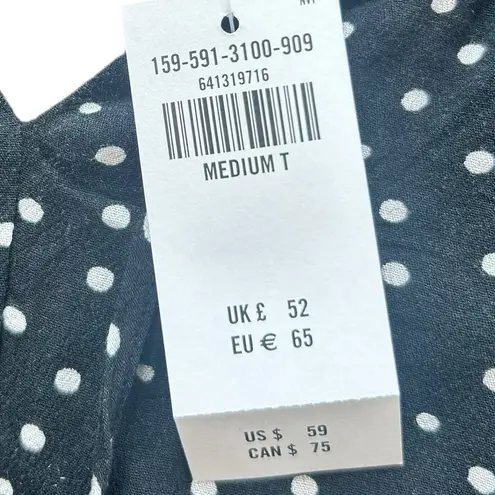 159-591-3100-909
641319716
MEDIUM T
UK £ 52
EU € 65
US $ 59
CAN $ 75